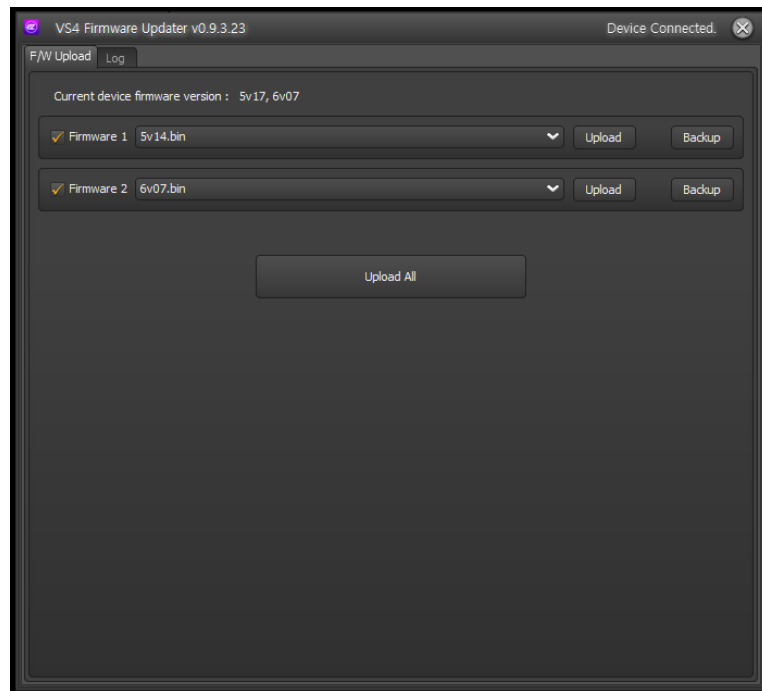 VS4 Firmware Updater v0.9.3.23 Device Connected.
F/W Upload Log
Current device firmware version : 5v17, 6v07
Firmware 1 5v14.bin Upload Backup
Firmware 2 6v07.bin Upload Backup
Upload All